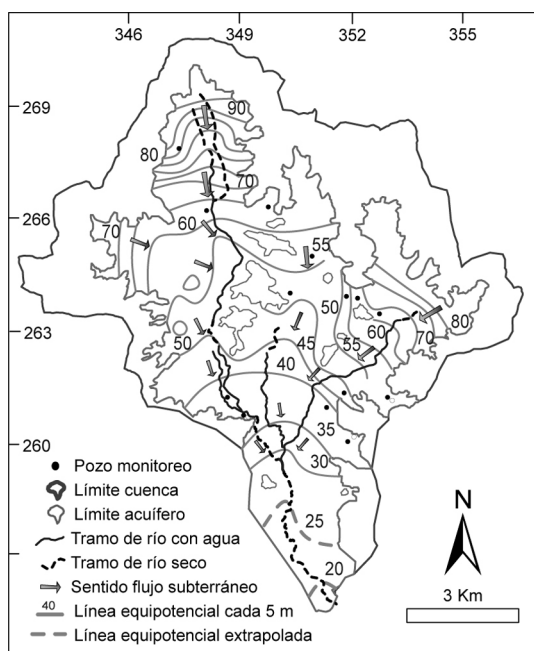 346 349 352 355
269
266
263
260
90
80
70
60
70
55
50
60
80
50
45
55
70
40
35
30
25
20
Pozo monitoreo
Límite cuenca
Límite acuífero
Tramo de río con agua
Tramo de río seco
Sentido flujo subterráneo
40 Línea equipotencial cada 5 m
Línea equipotencial extrapolada
N
3 Km